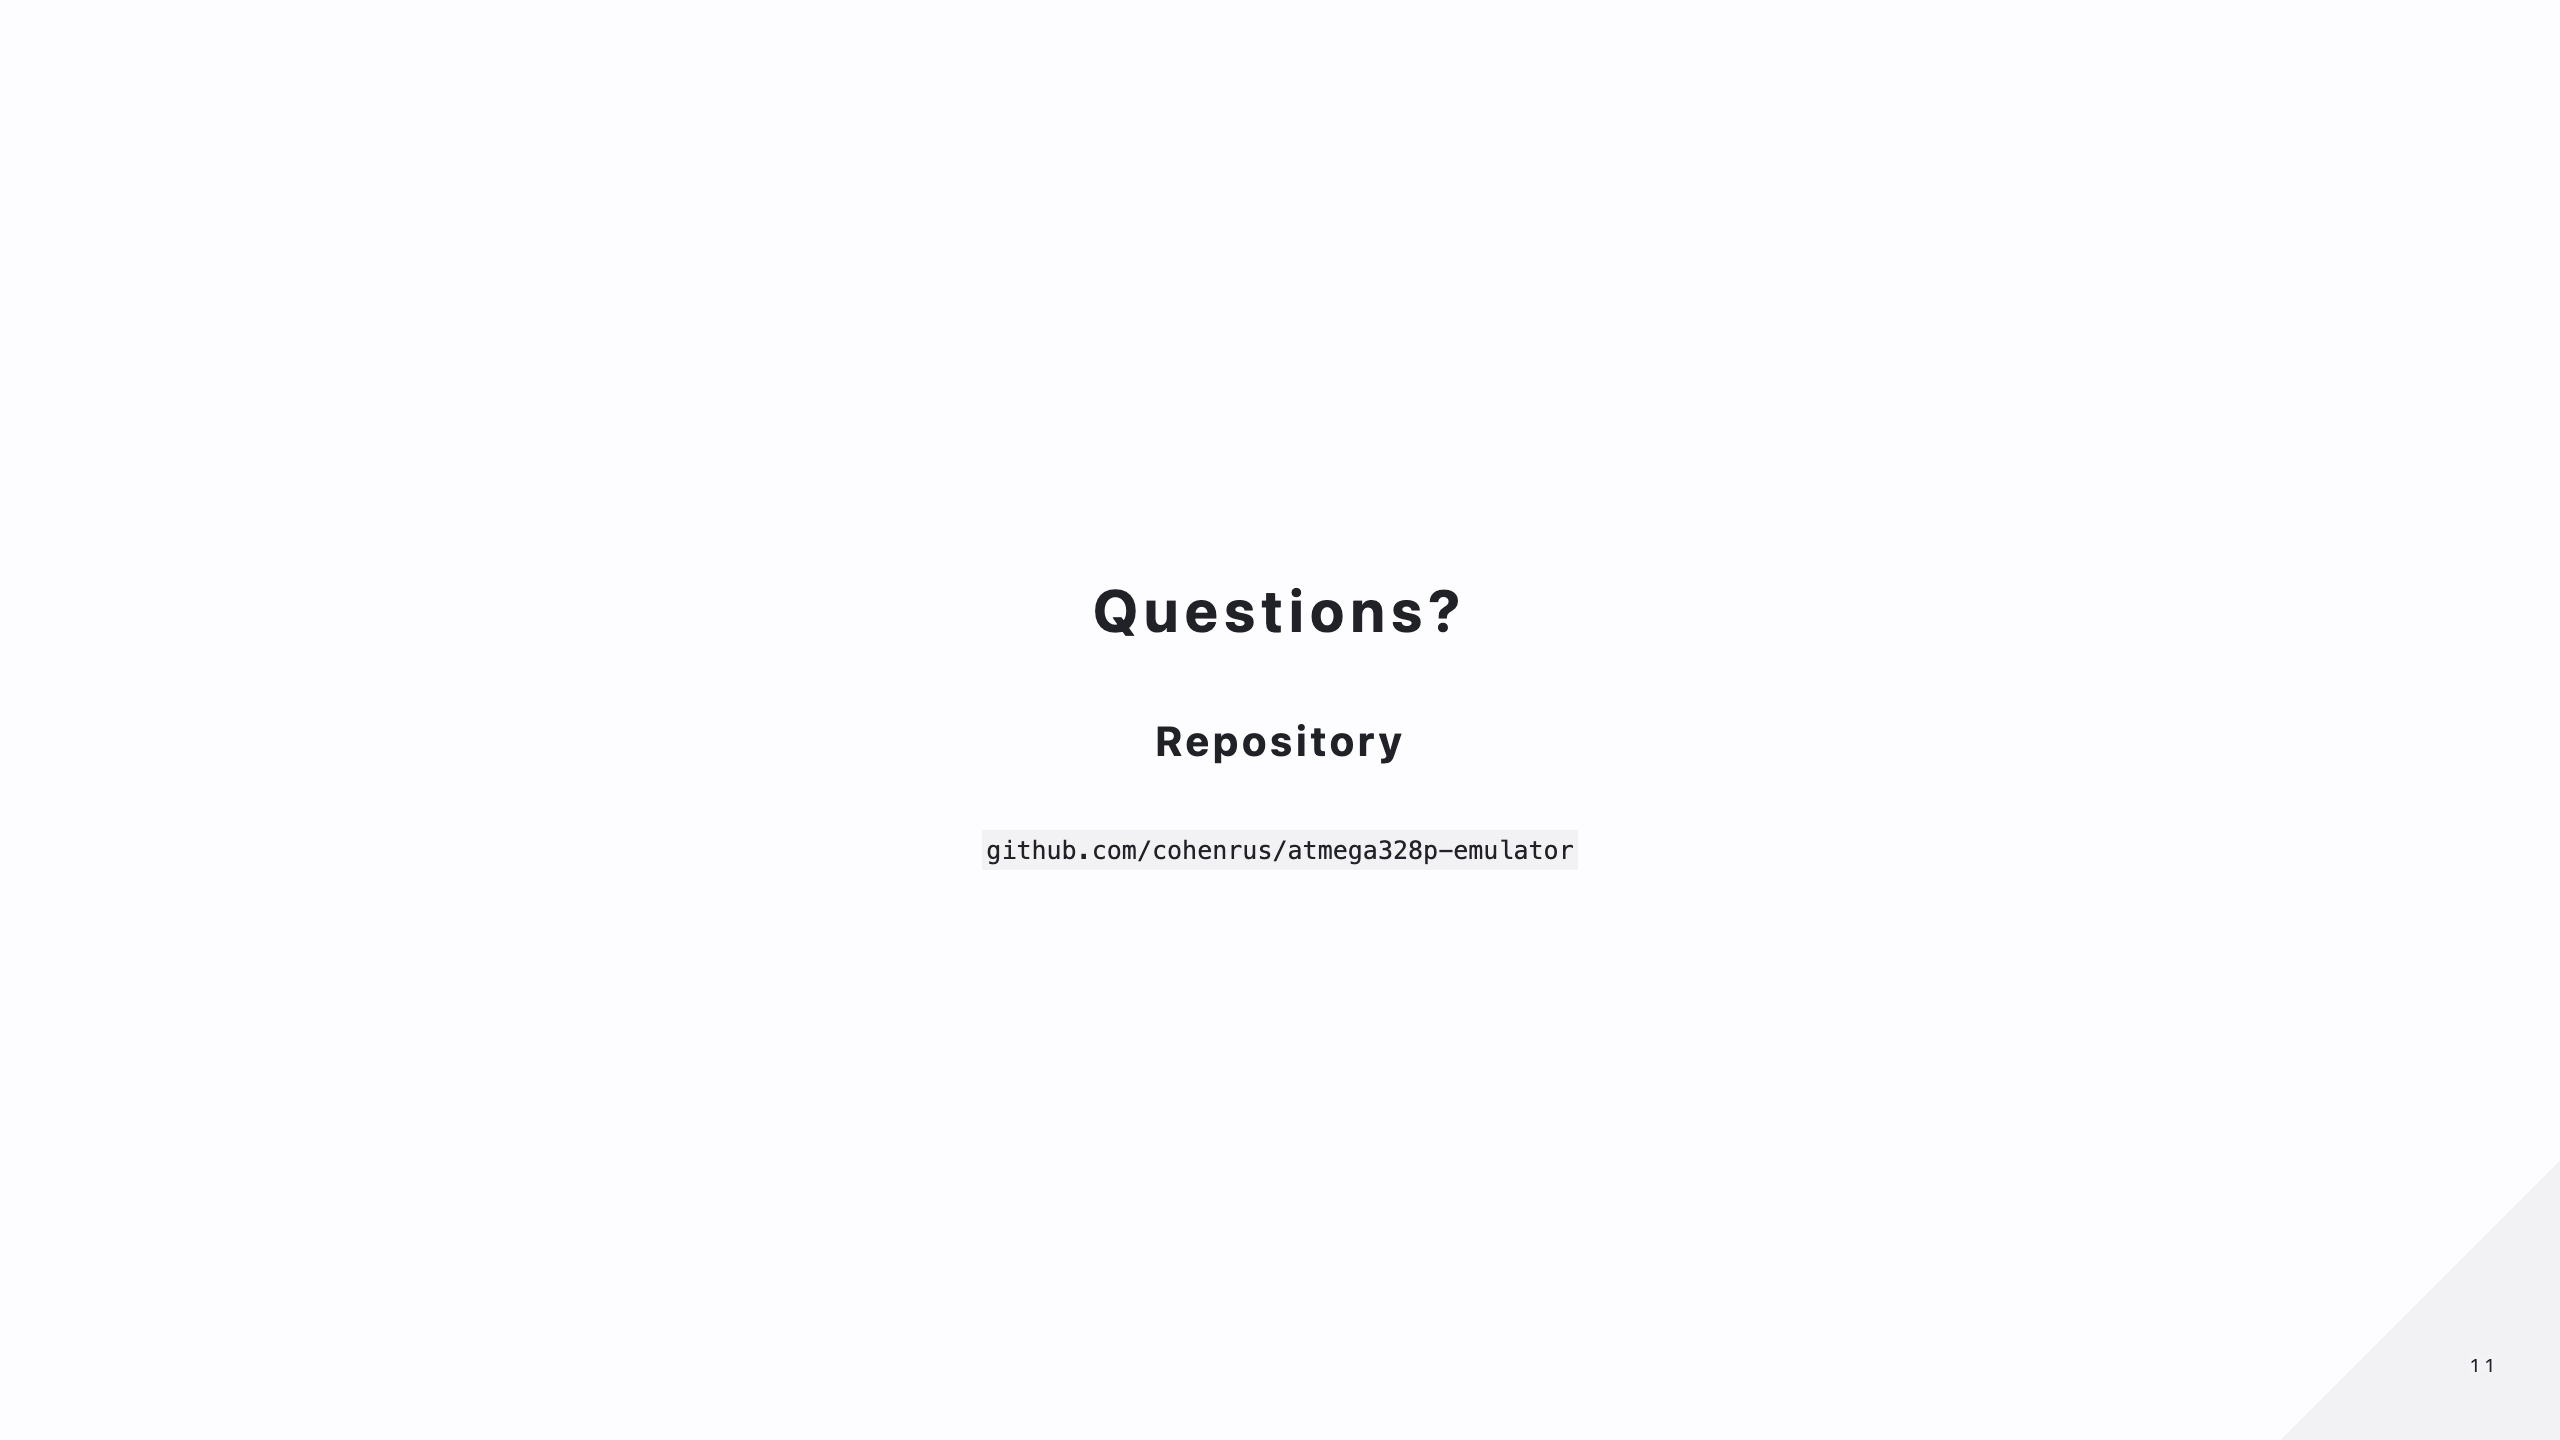 Questions?
Repository
github.com/cohenrus/atmega328p-emulator
11